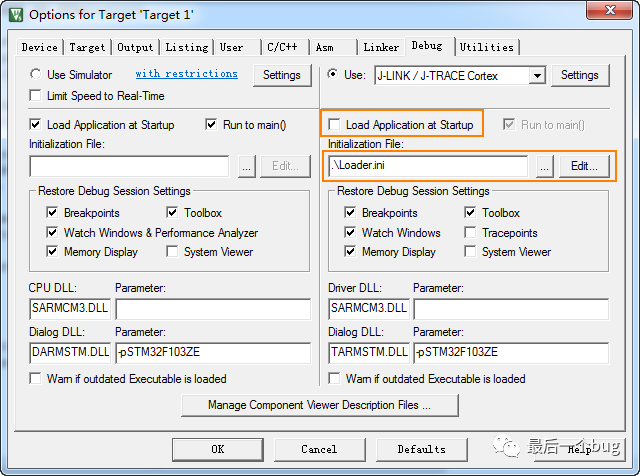 Options for Target 'Target 1'
Device Target Output Listing User C/C++ Asm Linker Debug Utilities
Use Simulator with restrictions Settings
Limit Speed to Real-Time
Use: J-LINK / J-TRACE Cortex Settings
Load Application at Startup Run to main()
Initialization File:
... Edit...
Load Application at Startup Run to main()
Initialization File:
.\Loader.ini ... Edit...
Restore Debug Session Settings
Breakpoints Toolbox
Watch Windows & Performance Analyzer
Memory Display System Viewer
Restore Debug Session Settings
Breakpoints Toolbox
Watch Windows Tracepoints
Memory Display System Viewer
CPU DLL: Parameter:
SARMCM3.DLL
Dialog DLL: Parameter:
DARMSTM.DLL -pSTM32F103ZE
Warn if outdated Executable is loaded
Driver DLL: Parameter:
SARMCM3.DLL
Dialog DLL: Parameter:
TARMSTM.DLL -pSTM32F103ZE
Warn if outdated Executable is loaded
Manage Component Viewer Description Files ...
OK Cancel Defaults Help
最后一个bug